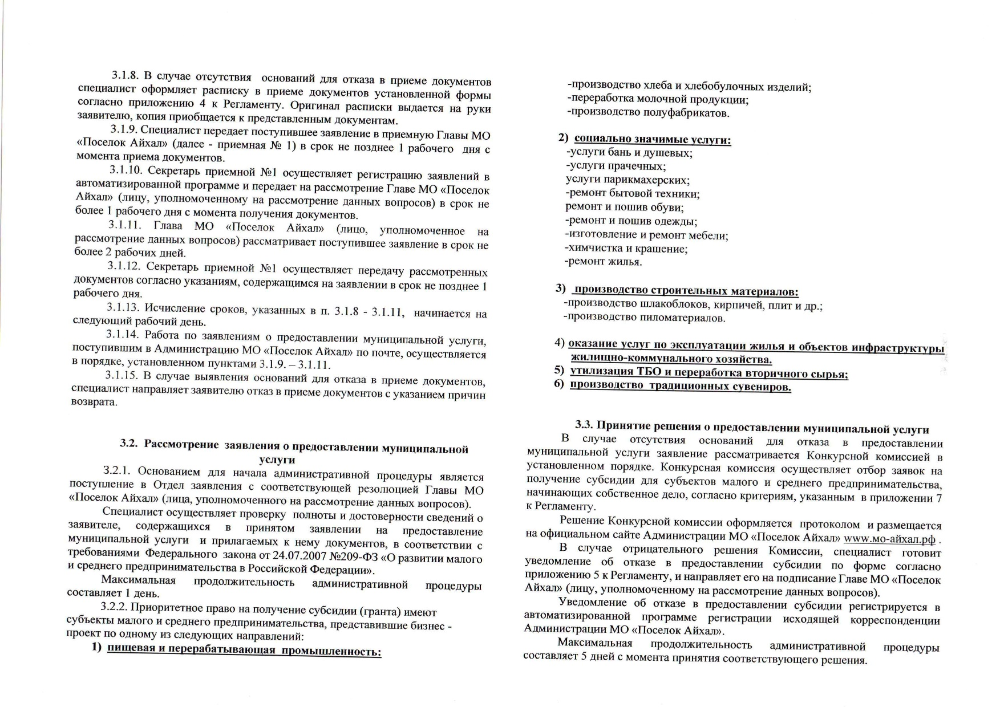 3.1.8. В случае отсутствия оснований для отказа в приеме документов
специалист оформляет расписку в приеме документов установленной формы
согласно приложению 4 к Регламенту. Оригинал расписки выдается на руки
заявителю, копия приобщается к представленным документам.
3.1.9. Специалист передает поступившее заявление в приемную Главы МО
«Поселок Айхал» (далее - приемная № 1) в срок не позднее 1 рабочего дня с
момента приема документов.
3.1.10. Секретарь приемной №1 осуществляет регистрацию заявлений в
автоматизированной программе и передает на рассмотрение Главе МО «Поселок
Айхал» (лицу, уполномоченному на рассмотрение данных вопросов) в срок не
более 1 рабочего дня с момента получения документов.
3.1.11. Глава МО «Поселок Айхал» (лицо, уполномоченное на
рассмотрение данных вопросов) рассматривает поступившее заявление в срок не
более 2 рабочих дней.
3.1.12. Секретарь приемной №1 осуществляет передачу рассмотренных
документов согласно указаниям, содержащимся на заявлении в срок не позднее 1
рабочего дня.
3.1.13. Исчисление сроков, указанных в п. 3.1.8 - 3.1.11, начинается на
следующий рабочий день.
3.1.14. Работа по заявлениям о предоставлении муниципальной услуги,
поступившим в Администрацию МО «Поселок Айхал» по почте, осуществляется
в порядке, установленном пунктами 3.1.9. – 3.1.11.
3.1.15. В случае выявления оснований для отказа в приеме документов,
специалист направляет заявителю отказ в приеме документов с указанием причин
возврата.
3.2. Рассмотрение заявления о предоставлении муниципальной
услуги
3.2.1. Основанием для начала административной процедуры является
поступление в Отдел заявления с соответствующей резолюцией Главы МО
«Поселок Айхал» (лица, уполномоченного на рассмотрение данных вопросов).
Специалист осуществляет проверку полноты и достоверности сведений о
заявителе, содержащихся в принятом заявлении на предоставление
муниципальной услуги и прилагаемых к нему документов, в соответствии с
требованиями Федерального закона от 24.07.2007 №209-ФЗ «О развитии малого
и среднего предпринимательства в Российской Федерации».
Максимальная продолжительность административной процедуры
составляет 1 день.
3.2.2. Приоритетное право на получение субсидии (гранта) имеют
субъекты малого и среднего предпринимательства, представившие бизнес -
проект по одному из следующих направлений:
1) пищевая и перерабатывающая промышленность:
-производство хлеба и хлебобулочных изделий;
-переработка молочной продукции;
-производство полуфабрикатов.
2) социально значимые услуги:
-услуги бань и душевых;
-услуги прачечных;
услуги парикмахерских;
-ремонт бытовой техники;
ремонт и пошив обуви;
-ремонт и пошив одежды;
-изготовление и ремонт мебели;
-химчистка и крашение;
-ремонт жилья.
3) производство строительных материалов:
-производство шлакоблоков, кирпичей, плит и др.;
-производство пиломатериалов.
4) оказание услуг по эксплуатации жилья и объектов инфраструктуры
жилищно-коммунального хозяйства.
5) утилизация ТБО и переработка вторичного сырья;
6) производство традиционных сувениров.
3.3. Принятие решения о предоставлении муниципальной услуги
В случае отсутствия оснований для отказа в предоставлении
муниципальной услуги заявление рассматривается Конкурсной комиссией в
установленном порядке. Конкурсная комиссия осуществляет отбор заявок на
получение субсидии для субъектов малого и среднего предпринимательства,
начинающих собственное дело, согласно критериям, указанным в приложении 7
к Регламенту.
Решение Конкурсной комиссии оформляется протоколом и размещается
на официальном сайте Администрации МО «Поселок Айхал» www.мо-айхал.рф .
В случае отрицательного решения Комиссии, специалист готовит
уведомление об отказе в предоставлении субсидии по форме согласно
приложению 5 к Регламенту, и направляет его на подписание Главе МО «Поселок
Айхал» (лицу, уполномоченному на рассмотрение данных вопросов).
Уведомление об отказе в предоставлении субсидии регистрируется в
автоматизированной программе регистрации исходящей корреспонденции
Администрации МО «Поселок Айхал».
Максимальная продолжительность административной процедуры
составляет 5 дней с момента принятия соответствующего решения.